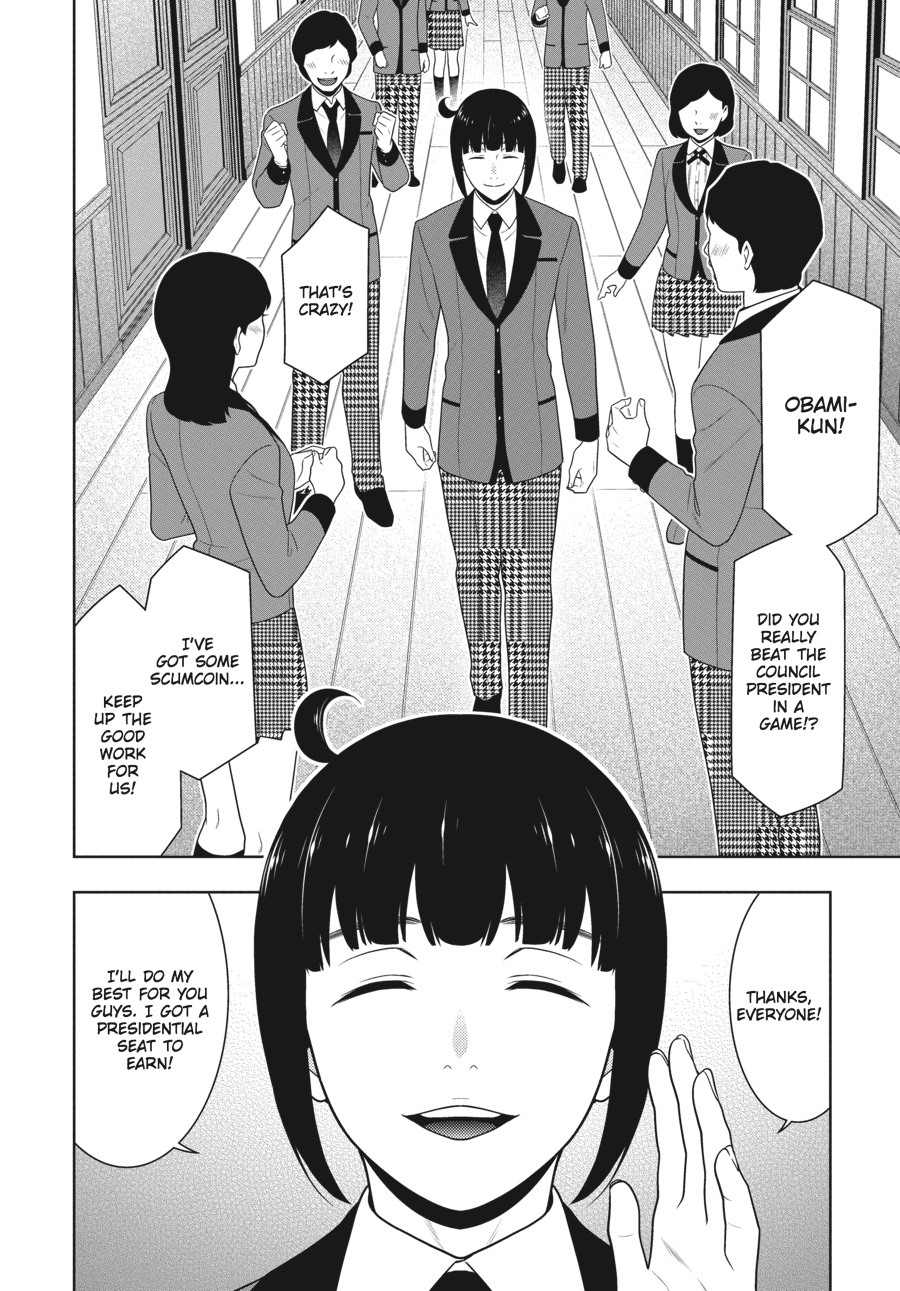 OBAMI-
KUN!
DID YOU
REALLY
BEAT THE
COUNCIL
PRESIDENT
IN A
GAME!?
THAT'S
CRAZY!
I'VE
GOT SOME
SCUMCOIN...
KEEP
UP THE
GOOD
WORK
FOR
US!
THANKS,
EVERYONE!
I'LL DO MY
BEST FOR YOU
GUYS. I GOT A
PRESIDENTIAL
SEAT TO
EARN!